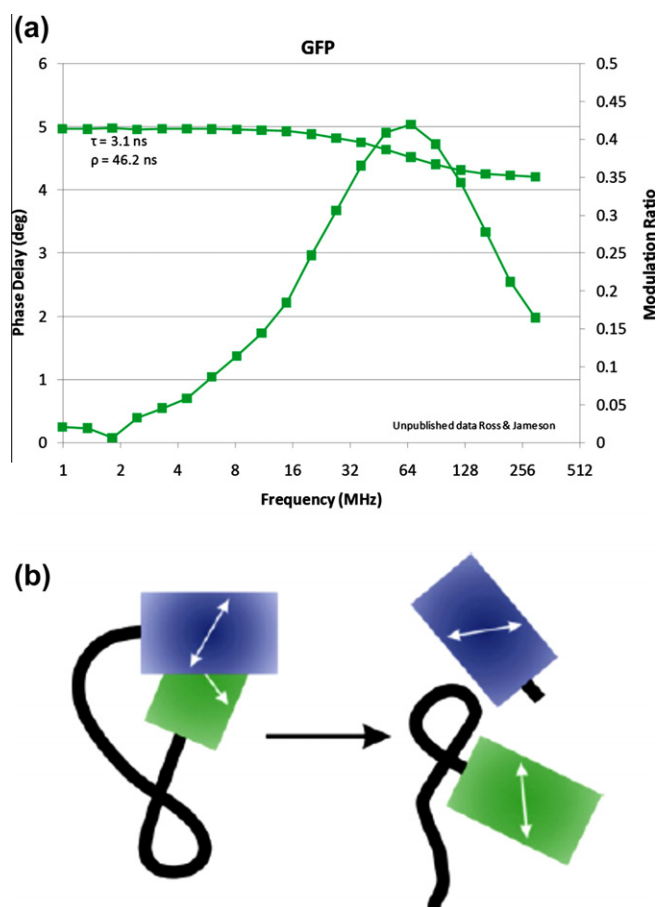 (a)
GFP
6
5
4
3
2
1
0
Phase Delay (deg)
τ = 3.1 ns
ρ = 46.2 ns
0.5
0.45
0.4
0.35
0.3
0.25
0.2
0.15
0.1
0.05
0
Modulation Ratio
Unpublished data Ross & Jameson
1 2 4 8 16 32 64 128 256 512
Frequency (MHz)
(b)